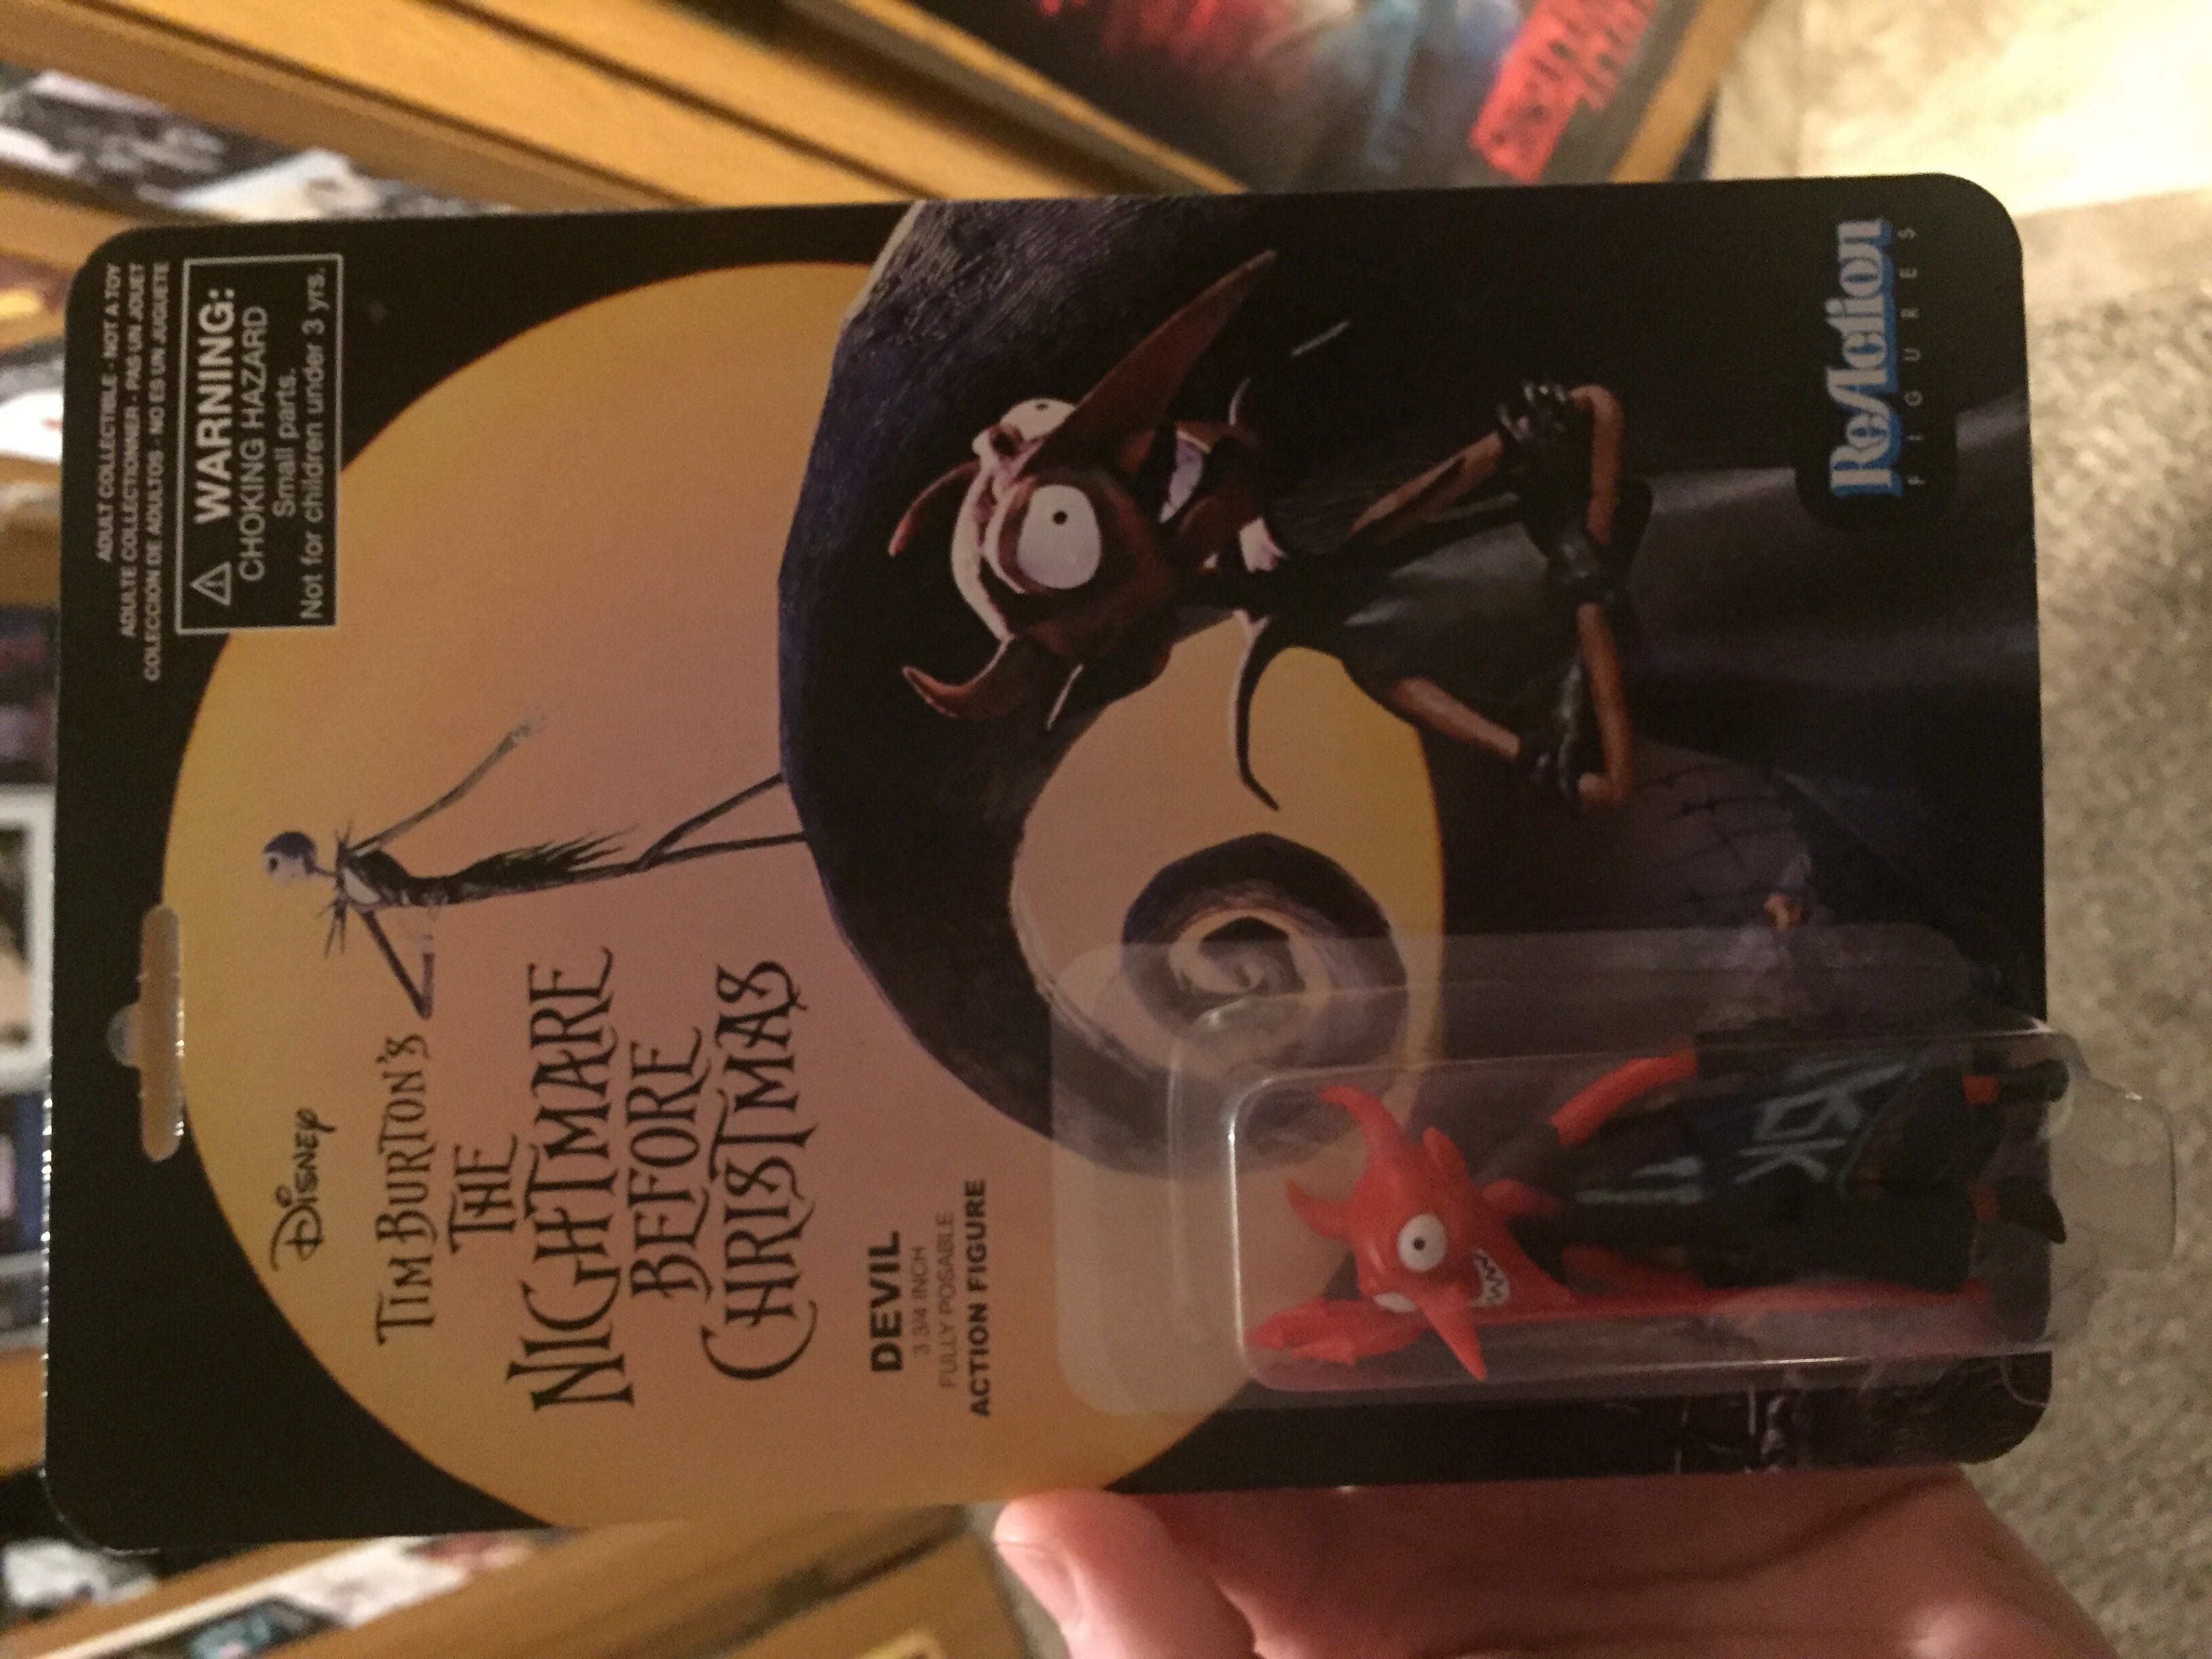 ADULT COLLECTIBLE - NOT A TOY
ADULTE COLLECTIONNER - PAS UN JOUET
COLECCIÓN DE ADULTOS - NO ES UN JUGUETE
WARNING:
CHOKING HAZARD
Small parts.
Not for children under 3 yrs.
Disney
TIM BURTON'S
THE
NIGHTMARE
BEFORE
CHRISTMAS
DEVIL
3 3/4 INCH
FULLY POSABLE
ACTION FIGURE
ReAction
FIGURES